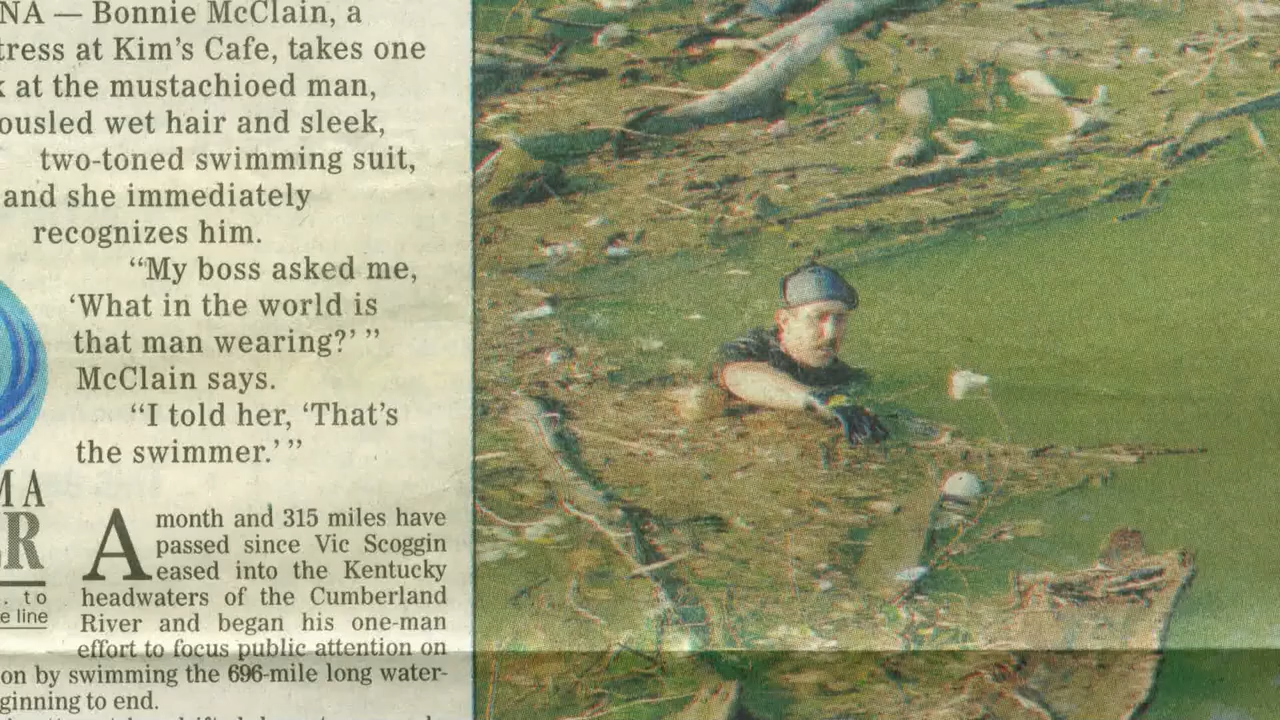 NA — Bonnie McClain, a
tress at Kim's Cafe, takes one
k at the mustachioed man,
ousled wet hair and sleek,
two-toned swimming suit,
and she immediately
recognizes him.
“My boss asked me,
‘What in the world is
that man wearing?’ ”
McClain says.
“I told her, ‘That's
the swimmer.’ ”
MA
ER
. to
e line
A month and 315 miles have
passed since Vic Scoggin
eased into the Kentucky
headwaters of the Cumberland
River and began his one-man
effort to focus public attention on
on by swimming the 696-mile long water-
ginning to end.